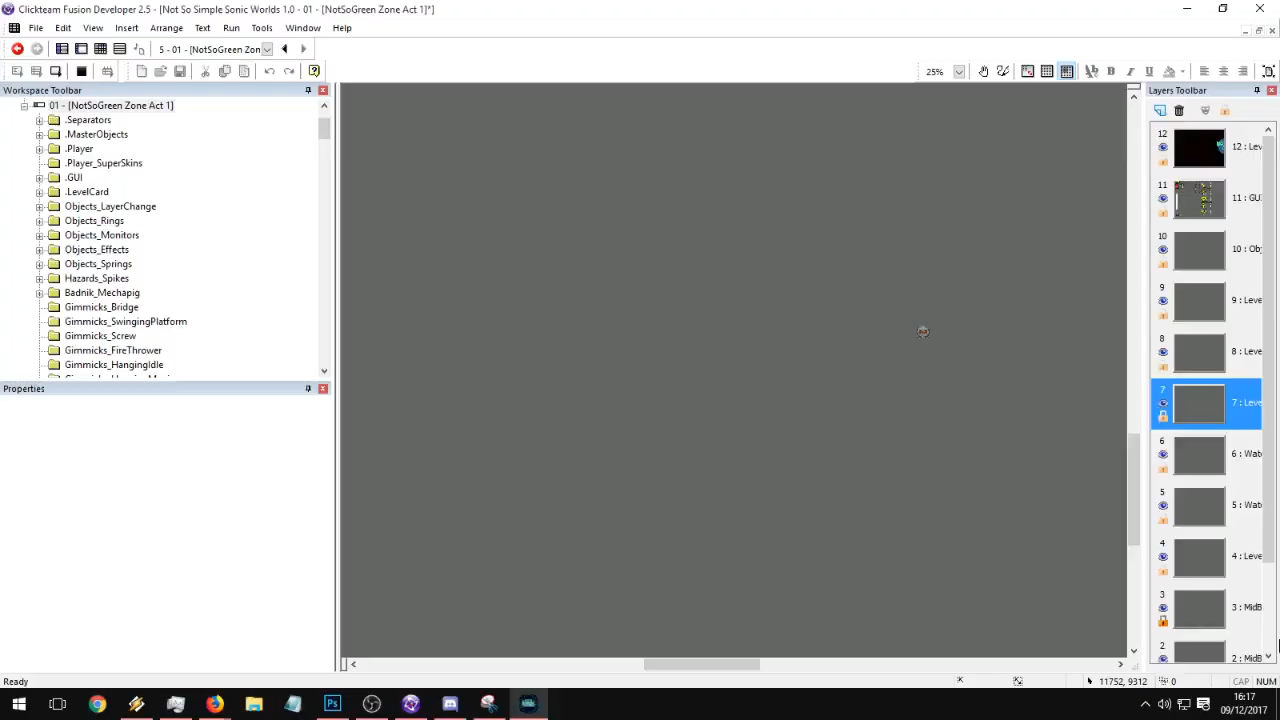 Clickteam Fusion Developer 2.5 - [Not So Simple Sonic Worlds 1.0 - 01 - [NotSoGreen Zone Act 1]*]
File Edit View Insert Arrange Text Run Tools Window Help
5 - 01 - [NotSoGreen Zon
25%
B I U
Workspace Toolbar
01 - [NotSoGreen Zone Act 1]
.Separators
.MasterObjects
.Player
.Player_SuperSkins
.GUI
.LevelCard
Objects_LayerChange
Objects_Rings
Objects_Monitors
Objects_Effects
Objects_Springs
Hazards_Spikes
Badnik_Mechapig
Gimmicks_Bridge
Gimmicks_SwingingPlatform
Gimmicks_Screw
Gimmicks_FireThrower
Gimmicks_HangingIdle
Properties
Layers Toolbar
12 12 : Lev
11 11 : GU
10 10 : Obj
9 9 : Leve
8 8 : Leve
7 7 : Leve
6 6 : Wat
5 5 : Wat
4 4 : Leve
3 3 : MidB
2 2 : MidB
Ready
11752, 9312 0 CAP NUM
Ps
16:17
09/12/2017